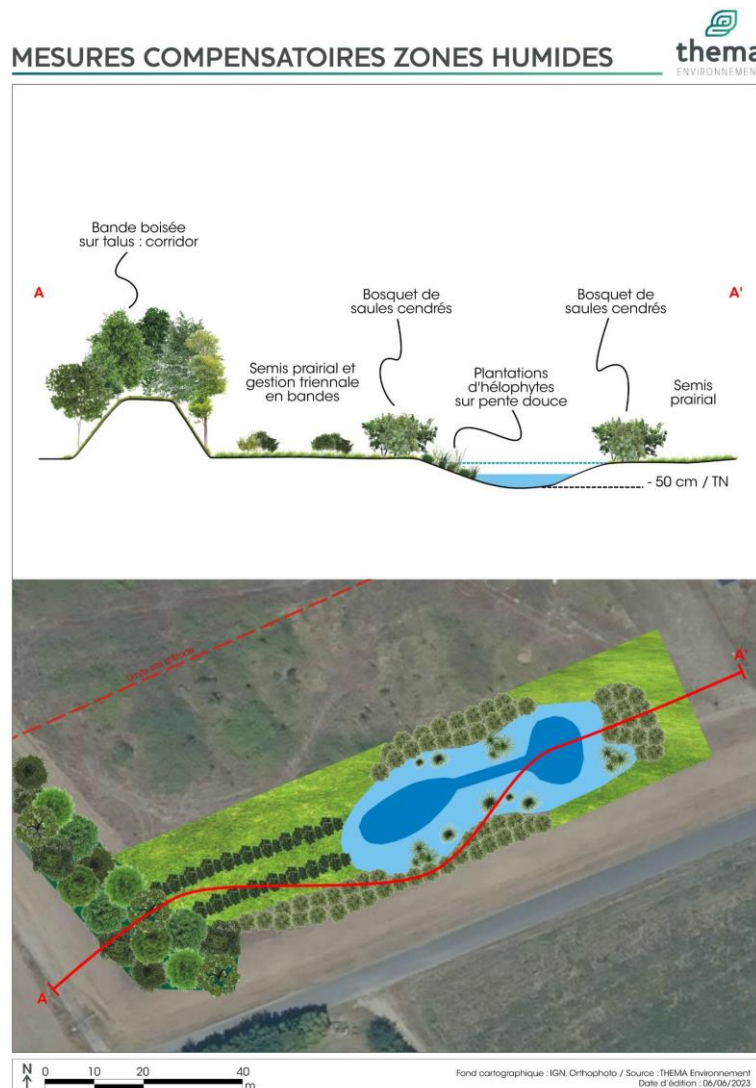 MESURES COMPENSATOIRES ZONES HUMIDES
thema
ENVIRONNEMENT
Bande boisée
sur talus : corridor
A
A'
Bosquet de
saules cendrés
Bosquet de
saules cendrés
Semis prairial et
gestion triennale
en bandes
Plantations
d'hélophytes
sur pente douce
Semis
prairial
- 50 cm / TN
A'
A
N
0 10 20 40
m
Fond cartographique : IGN, Orthophoto / Source : THEMA Environnement
Date d'édition : 06/06/2023